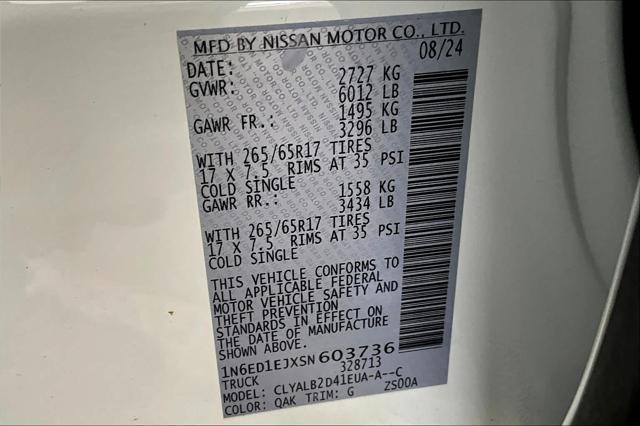 MFD BY NISSAN MOTOR CO., LTD.
DATE: 08/24
GVWR: 2727 KG
6012 LB
GAWR FR.: 1495 KG
3296 LB
WITH 265/65R17 TIRES
17 X 7.5 RIMS AT 35 PSI
COLD SINGLE
GAWR RR.: 1558 KG
3434 LB
WITH 265/65R17 TIRES
17 X 7.5 RIMS AT 35 PSI
COLD SINGLE
THIS VEHICLE CONFORMS TO
ALL APPLICABLE FEDERAL
MOTOR VEHICLE SAFETY AND
THEFT PREVENTION
STANDARDS IN EFFECT ON
THE DATE OF MANUFACTURE
SHOWN ABOVE.
1N6ED1EJXSN603736
TRUCK 328713
MODEL: CLYALB2D41EUA-A--C
COLOR: QAK TRIM: G ZS00A